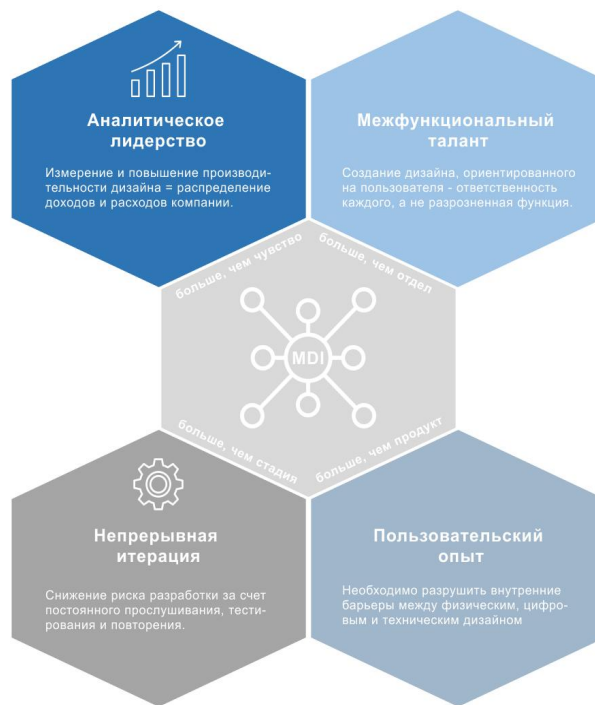 Аналитическое
лидерство
Измерение и повышение производи-
тельности дизайна = распределение
доходов и расходов компании.
Межфункциональный
талант
Создание дизайна, ориентированного
на пользователя - ответственность
каждого, а не разрозненная функция.
больше, чем чувство
больше, чем отдел
MDI
больше, чем стадия
больше, чем продукт
Непрерывная
итерация
Снижение риска разработки за счет
постоянного прослушивания, тести-
рования и повторения.
Пользовательский
опыт
Необходимо разрушить внутренние
барьеры между физическим, цифро-
вым и техническим дизайном